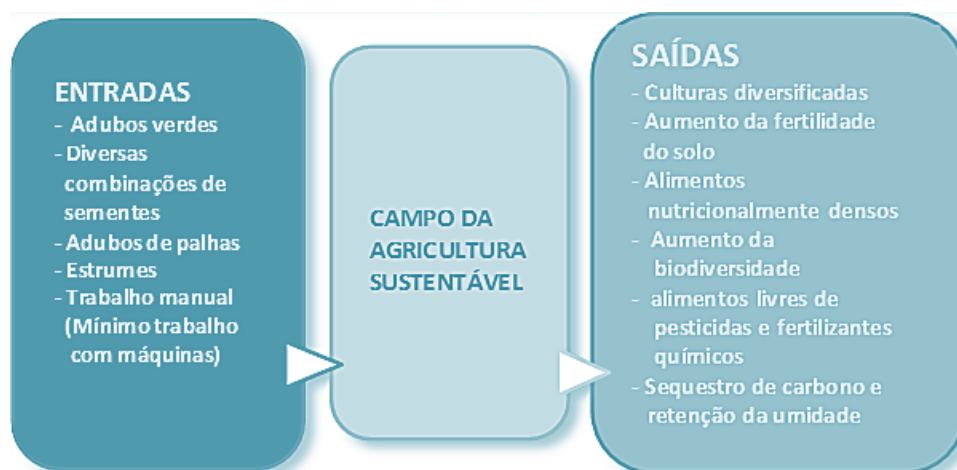 ENTRADAS
- Adubos verdes
- Diversas
combinações de
sementes
- Adubos de palhas
- Estrumes
- Trabalho manual
(Mínimo trabalho
com máquinas)
CAMPO DA
AGRICULTURA
SUSTENTÁVEL
SAÍDAS
- Culturas diversificadas
- Aumento da fertilidade
do solo
- Alimentos
nutricionalmente densos
- Aumento da
biodiversidade
- alimentos livres de
pesticidas e fertilizantes
químicos
- Sequestro de carbono e
retenção da umidade